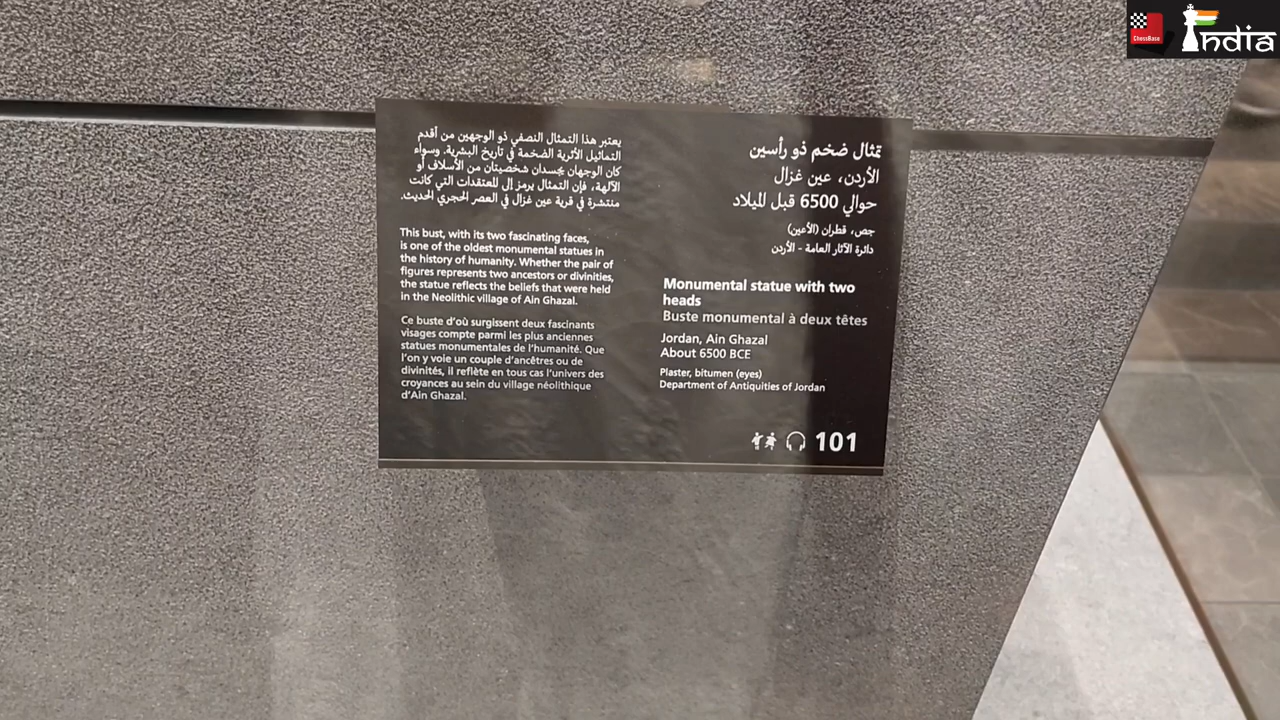 يعتبر هذا التمثال النصفي ذو الوجهين من أقدم
التماثيل الأثرية الضخمة في تاريخ البشرية. وسواء
كان الوجهان يجسدان شخصيتان من الأسلاف أو
الآلهة، فإن التمثال يرمز إلى المعتقدات التي كانت
منتشرة في قرية عين غزال في العصر الحجري الحديث.
This bust, with its two fascinating faces,
is one of the oldest monumental statues in
the history of humanity. Whether the pair of
figures represents two ancestors or divinities,
the statue reflects the beliefs that were held
in the Neolithic village of Ain Ghazal.
Ce buste d'où surgissent deux fascinants
visages compte parmi les plus anciennes
statues monumentales de l'humanité. Que
l'on y voie un couple d'ancêtres ou de
divinités, il reflète en tous cas l'univers des
croyances au sein du village néolithique
d'Ain Ghazal.
تمثال ضخم ذو رأسين
الأردن، عين غزال
حوالي 6500 قبل الميلاد
جص، قطران (الأعين)
دائرة الآثار العامة - الأردن
Monumental statue with two
heads
Buste monumental à deux têtes
Jordan, Ain Ghazal
About 6500 BCE
Plaster, bitumen (eyes)
Department of Antiquities of Jordan
101
ChessBase
India